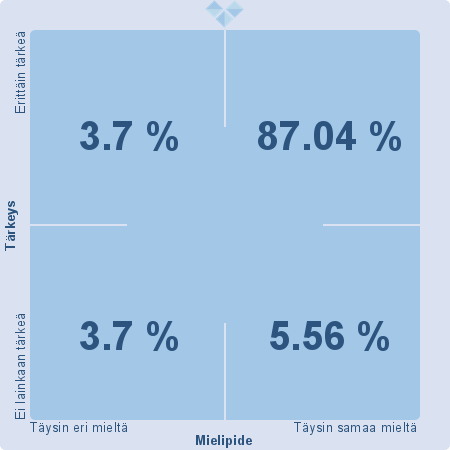 Erittäin tärkeä
3.7 %
87.04 %
Tärkeys
Ei lainkaan tärkeä
3.7 %
5.56 %
Täysin eri mieltä
Täysin samaa mieltä
Mielipide